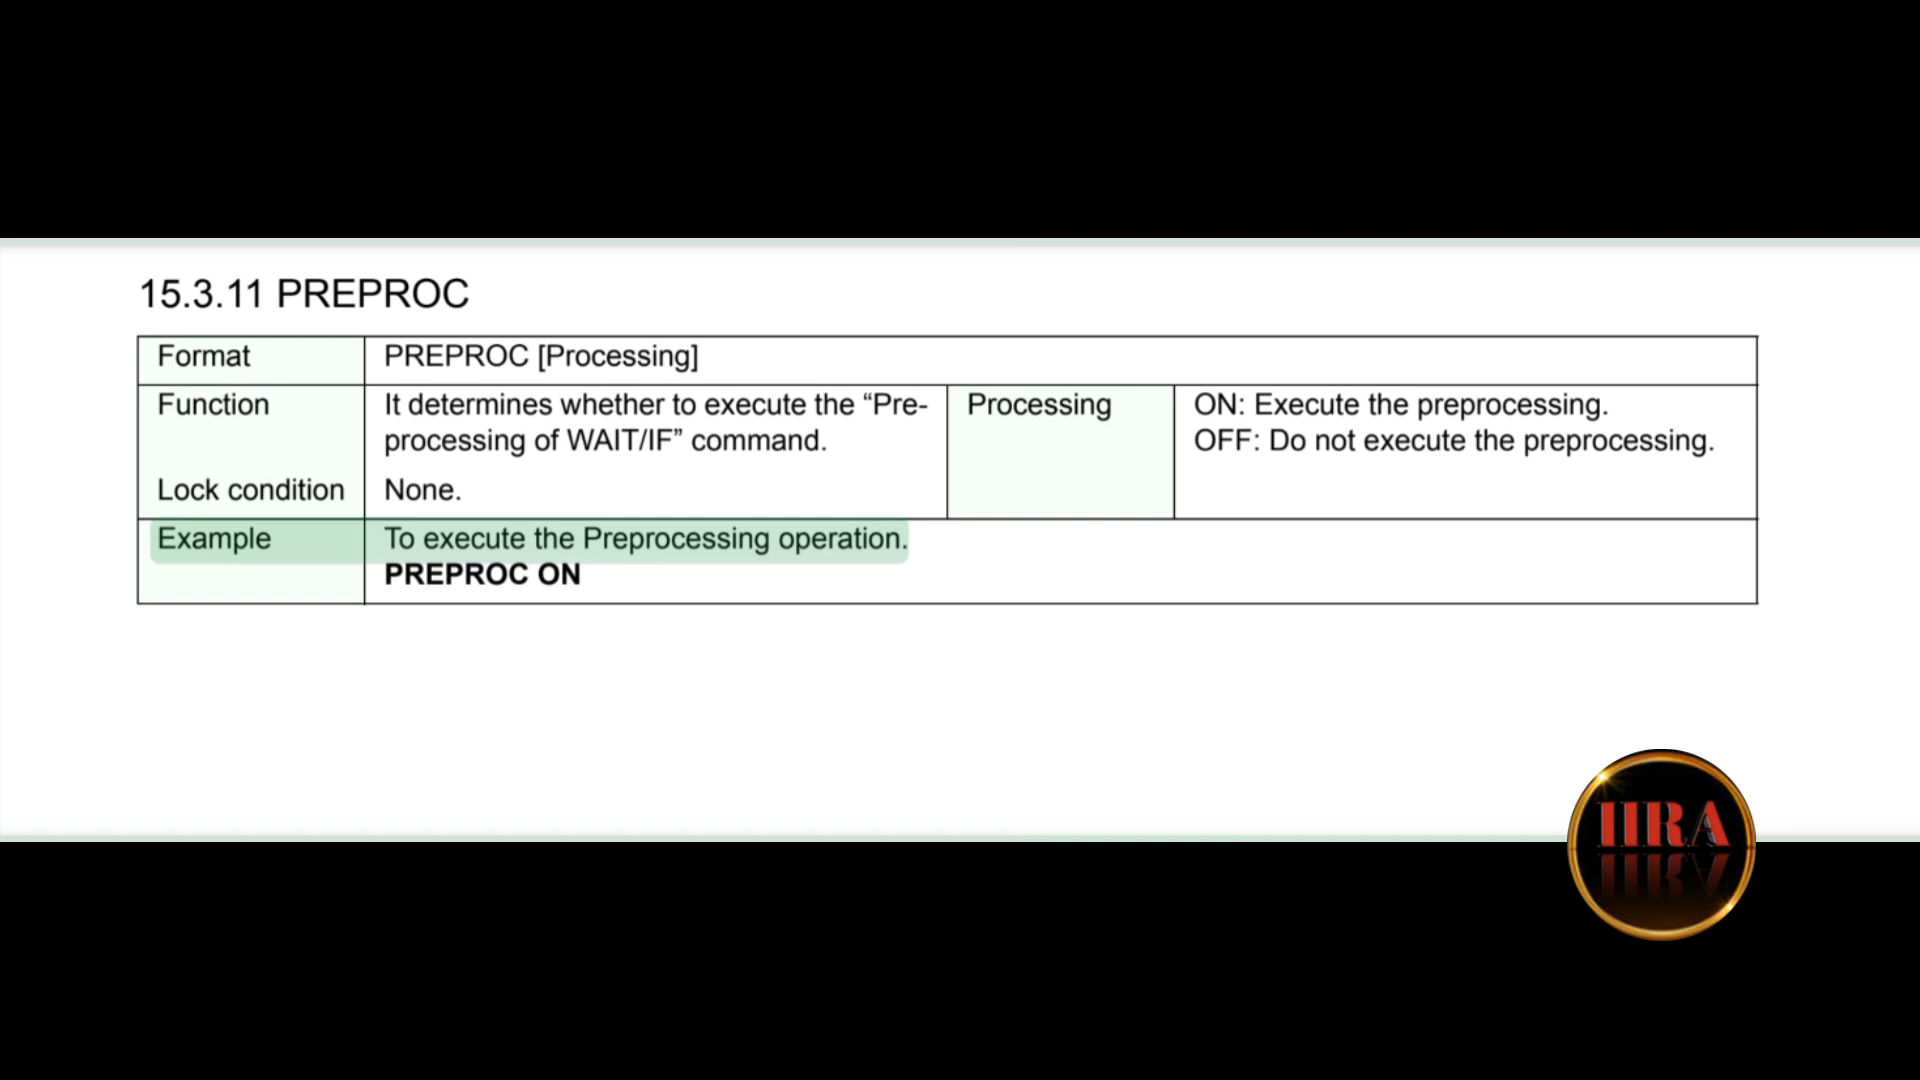 15.3.11 PREPROC
Format PREPROC [Processing]
Function It determines whether to execute the “Pre-
processing of WAIT/IF” command.
Processing ON: Execute the preprocessing.
OFF: Do not execute the preprocessing.
Lock condition None.
Example To execute the Preprocessing operation.
PREPROC ON
IIRA